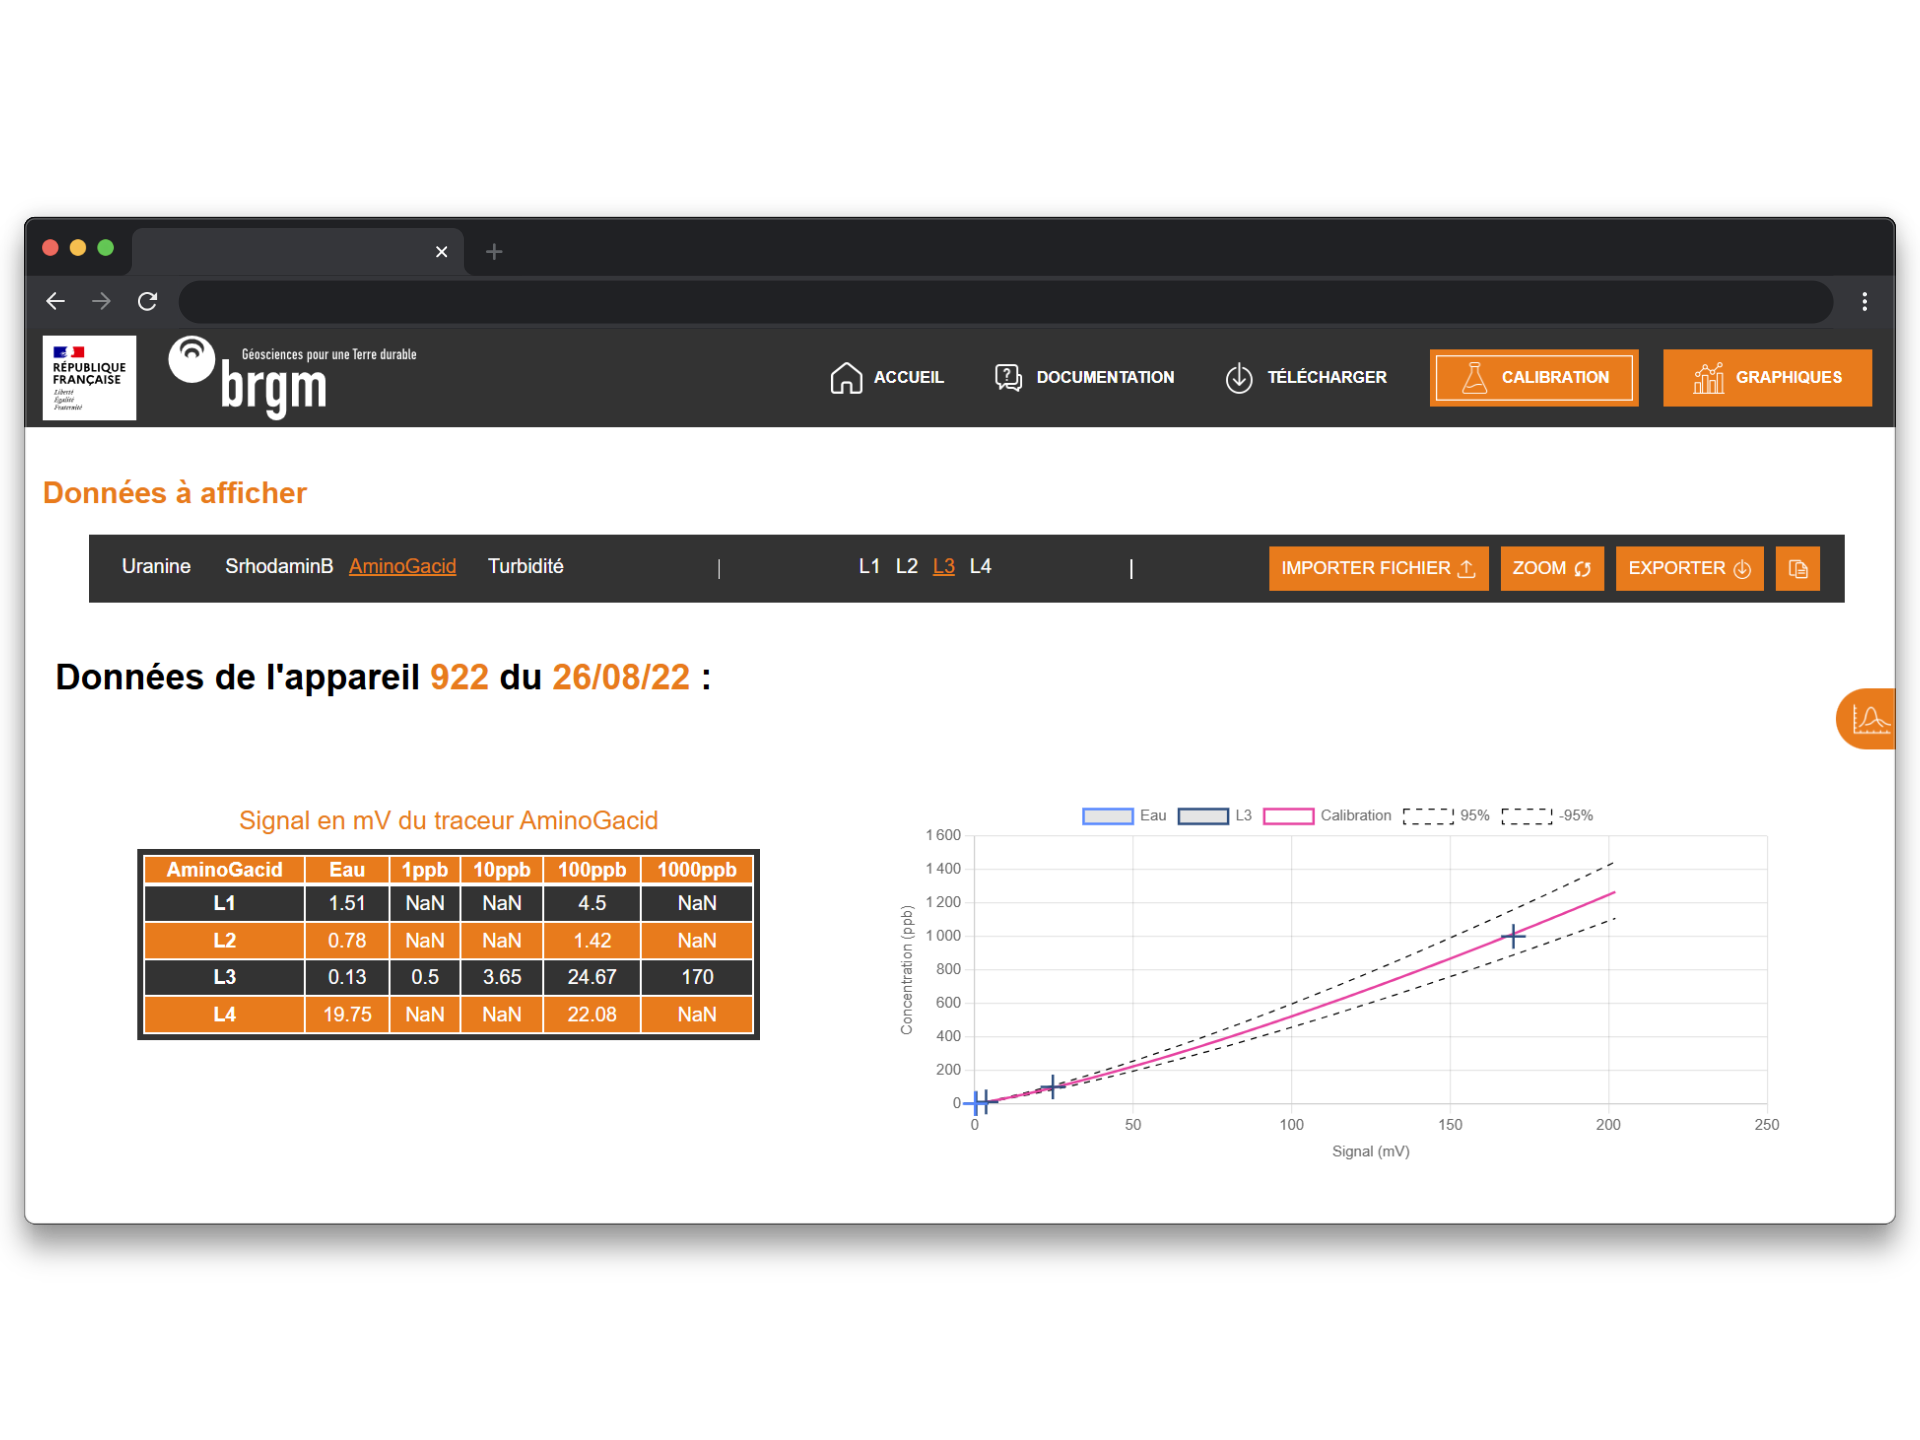 RÉPUBLIQUE
FRANÇAISE
Liberté
Égalité
Fraternité
Géosciences pour une Terre durable
brgm
ACCUEIL
DOCUMENTATION
TÉLÉCHARGER
CALIBRATION
GRAPHIQUES
Données à afficher
Uranine SrhodaminB AminoGacid Turbidité | L1 L2 L3 L4 | IMPORTER FICHIER ZOOM EXPORTER
Données de l'appareil 922 du 26/08/22 :
Signal en mV du traceur AminoGacid
AminoGacid Eau 1ppb 10ppb 100ppb 1000ppb
L1 1.51 NaN NaN 4.5 NaN
L2 0.78 NaN NaN 1.42 NaN
L3 0.13 0.5 3.65 24.67 170
L4 19.75 NaN NaN 22.08 NaN
Eau L3 Calibration 95% -95%
Concentration (ppb)
1 600
1 400
1 200
1 000
800
600
400
200
0
0 50 100 150 200 250
Signal (mV)